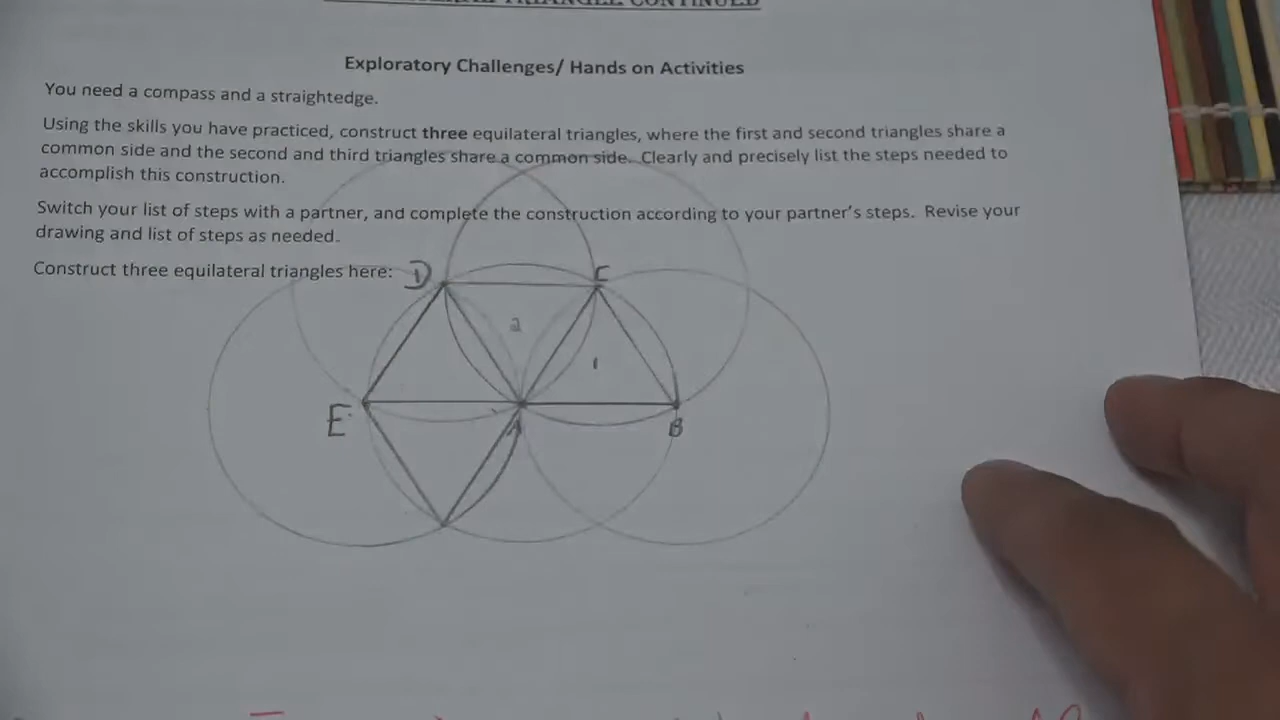 TRIANGLE CONTINUED
Exploratory Challenges/ Hands on Activities
You need a compass and a straightedge.
Using the skills you have practiced, construct three equilateral triangles, where the first and second triangles share a
common side and the second and third triangles share a common side. Clearly and precisely list the steps needed to
accomplish this construction.
Switch your list of steps with a partner, and complete the construction according to your partner's steps. Revise your
drawing and list of steps as needed.
Construct three equilateral triangles here:
D
C
2
1
E
A
B